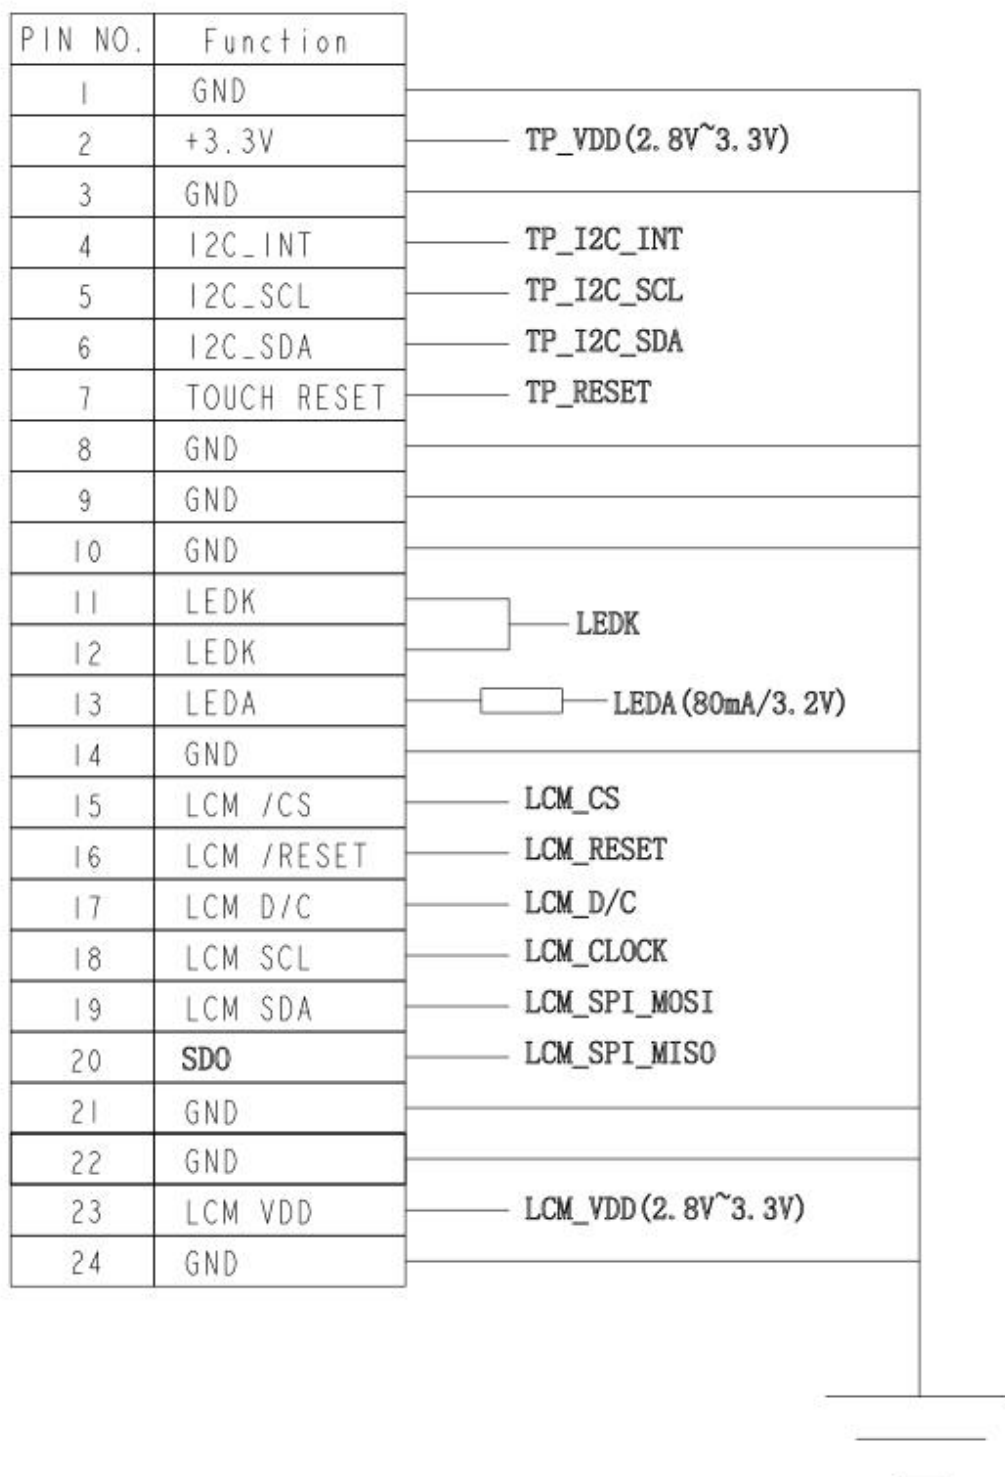 PIN NO. Function
1 GND
2 +3.3V TP_VDD(2.8V~3.3V)
3 GND
4 I2C_INT TP_I2C_INT
5 I2C_SCL TP_I2C_SCL
6 I2C_SDA TP_I2C_SDA
7 TOUCH RESET TP_RESET
8 GND
9 GND
10 GND
11 LEDK
LEDK
12 LEDK
13 LEDA LEDA(80mA/3.2V)
14 GND
15 LCM /CS LCM_CS
16 LCM /RESET LCM_RESET
17 LCM D/C LCM_D/C
18 LCM SCL LCM_CLOCK
19 LCM SDA LCM_SPI_MOSI
20 SDO LCM_SPI_MISO
21 GND
22 GND
23 LCM VDD LCM_VDD(2.8V~3.3V)
24 GND